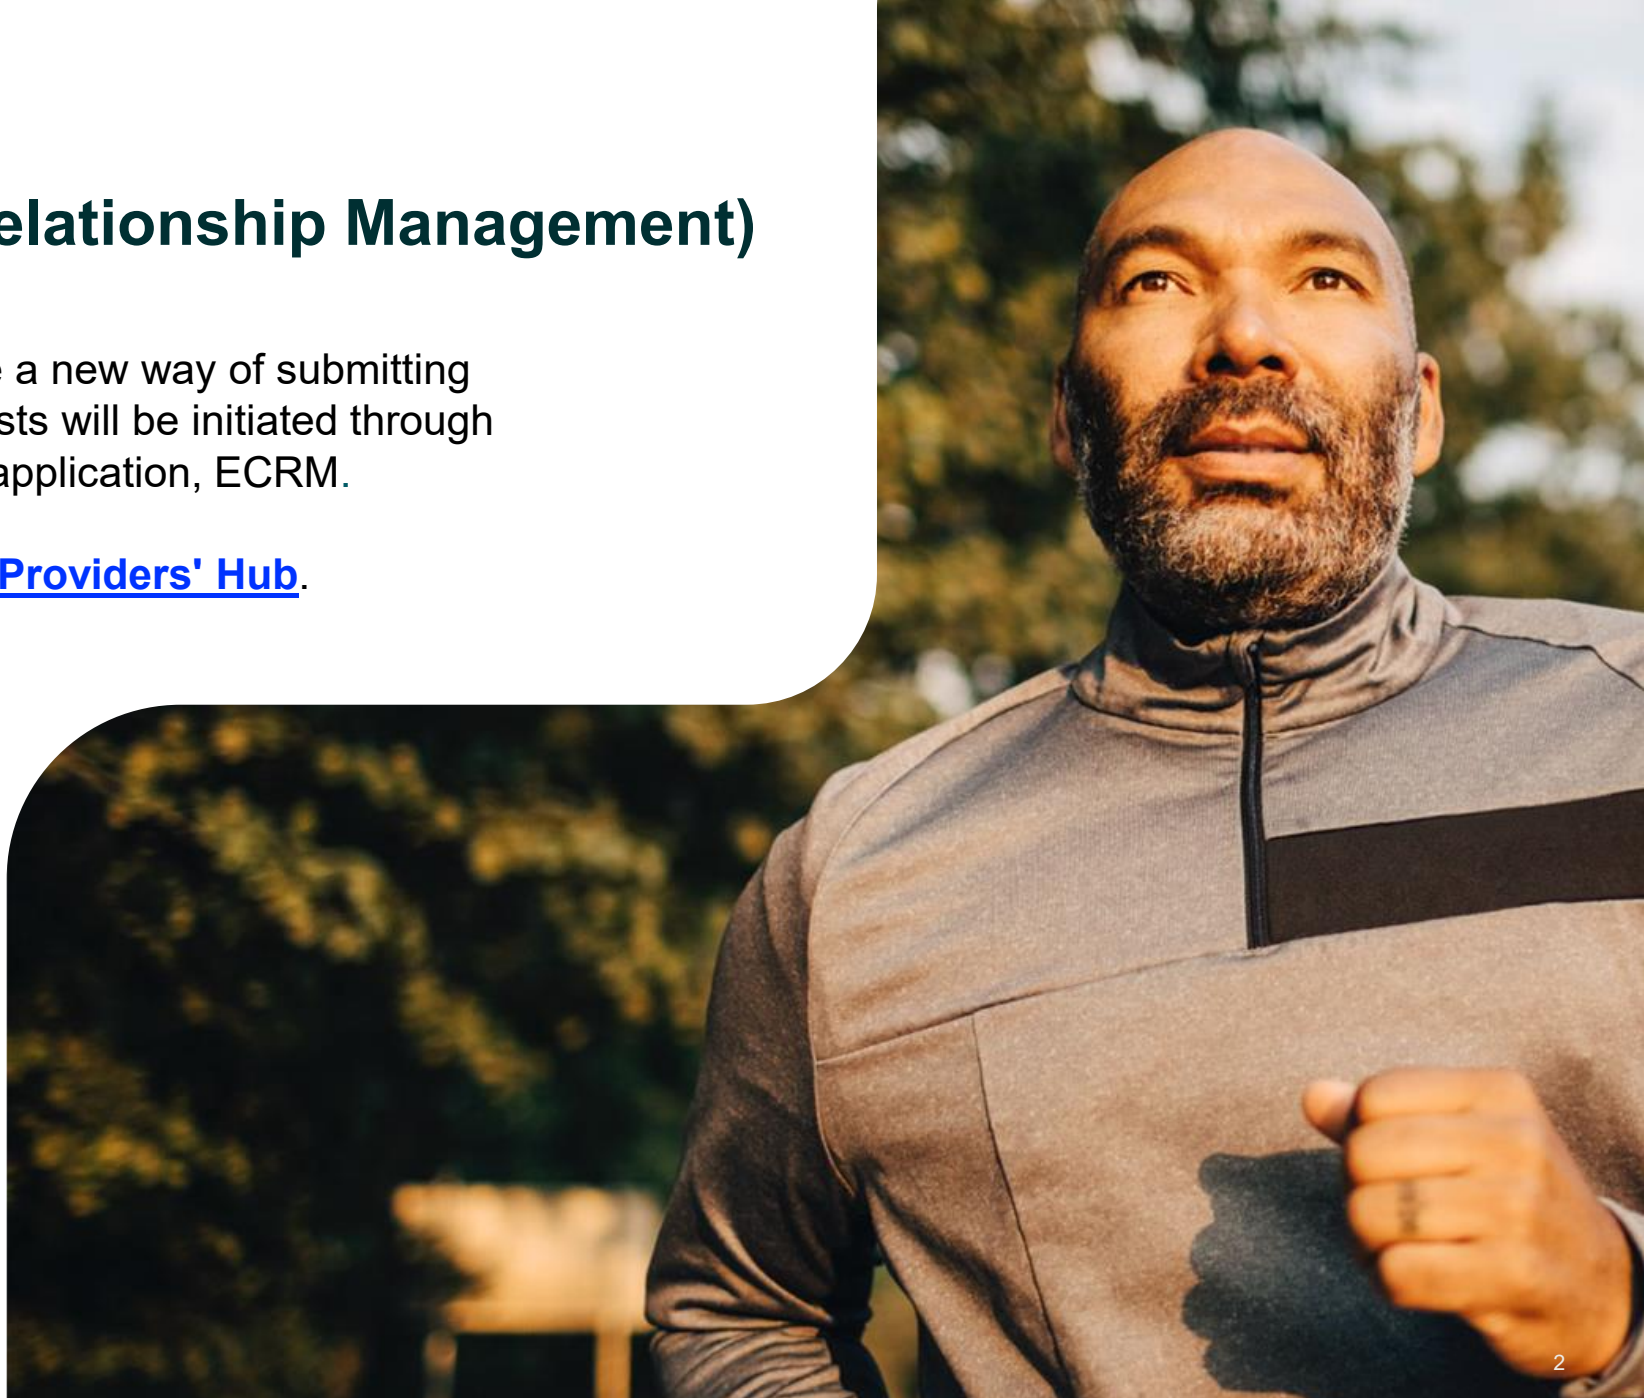 elationship Management)
e a new way of submitting
sts will be initiated through
application, ECRM.
Providers' Hub.
2